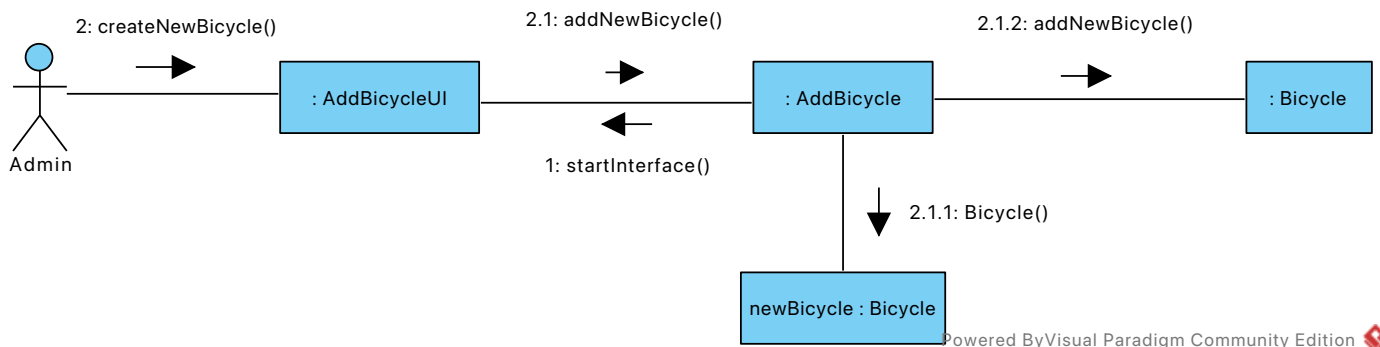 2: createNewBicycle()
2.1: addNewBicycle()
2.1.2: addNewBicycle()
: AddBicycleUI
: AddBicycle
: Bicycle
Admin
1: startInterface()
2.1.1: Bicycle()
newBicycle : Bicycle
Powered ByVisual Paradigm Community Edition